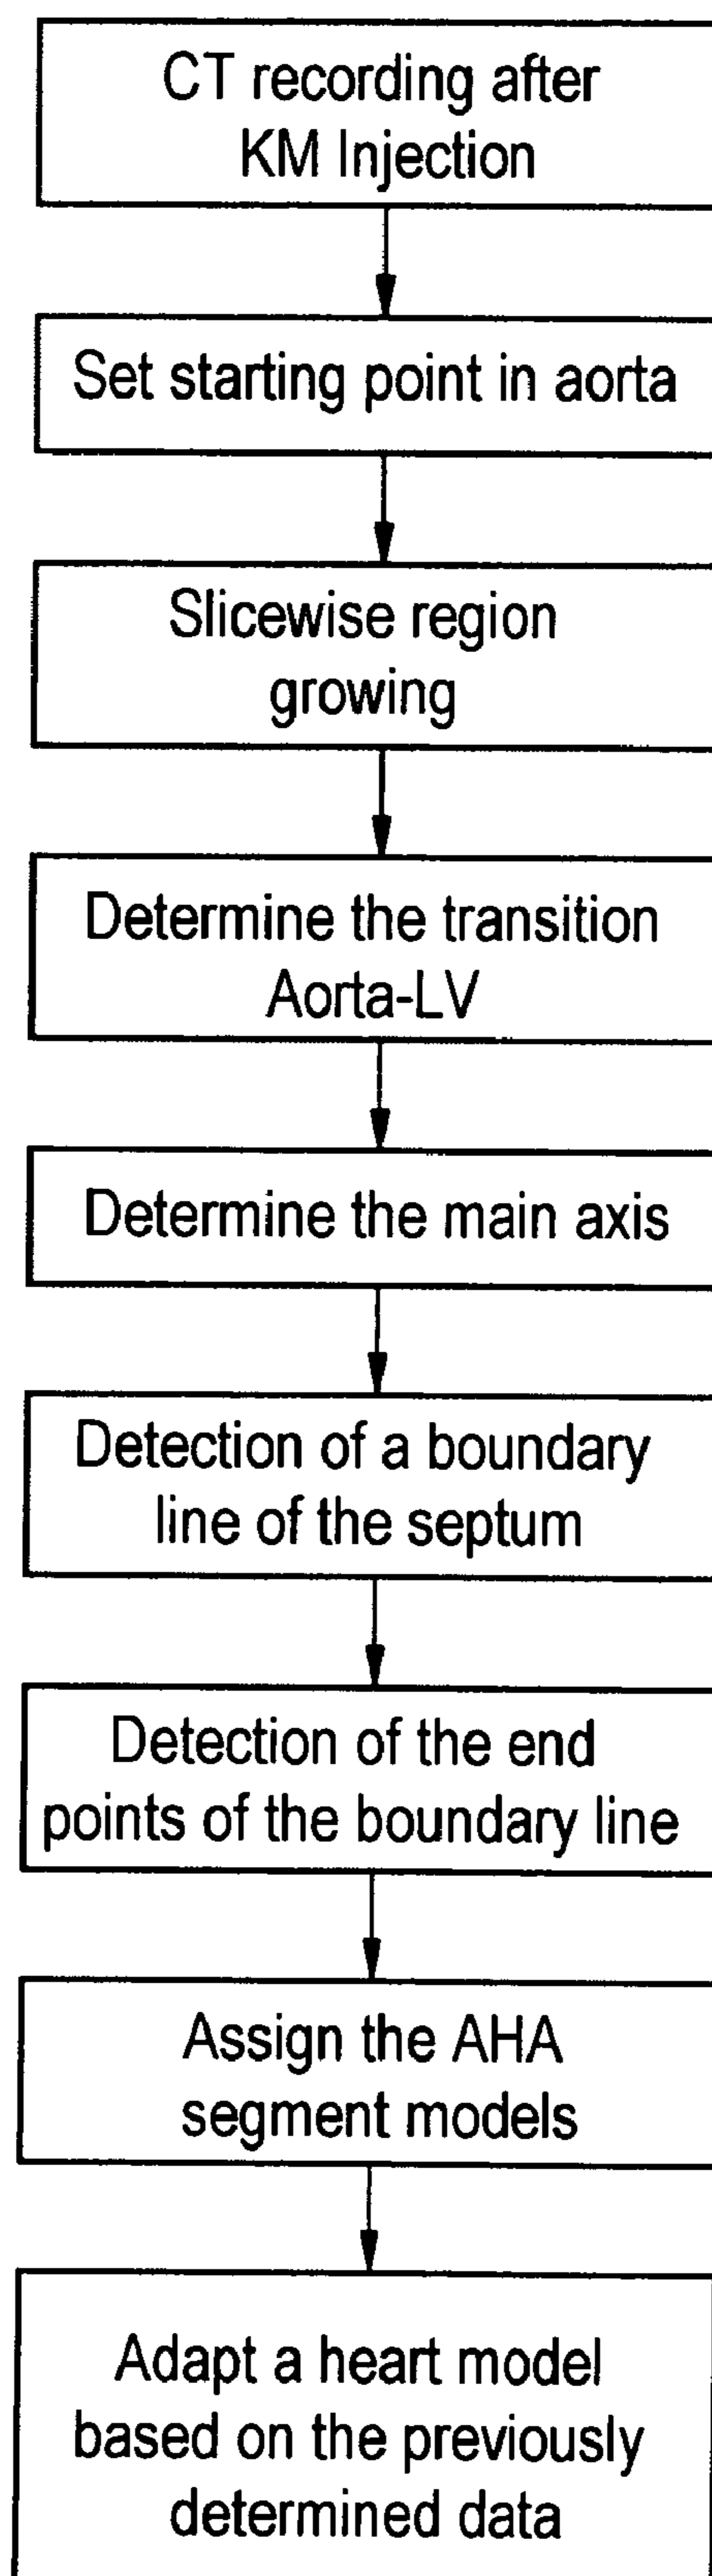 CT recording after
KM Injection
Set starting point in aorta
Slicewise region
growing
Determine the transition
Aorta-LV
Determine the main axis
Detection of a boundary
line of the septum
Detection of the end
points of the boundary line
Assign the AHA
segment models
Adapt a heart model
based on the previously
determined data